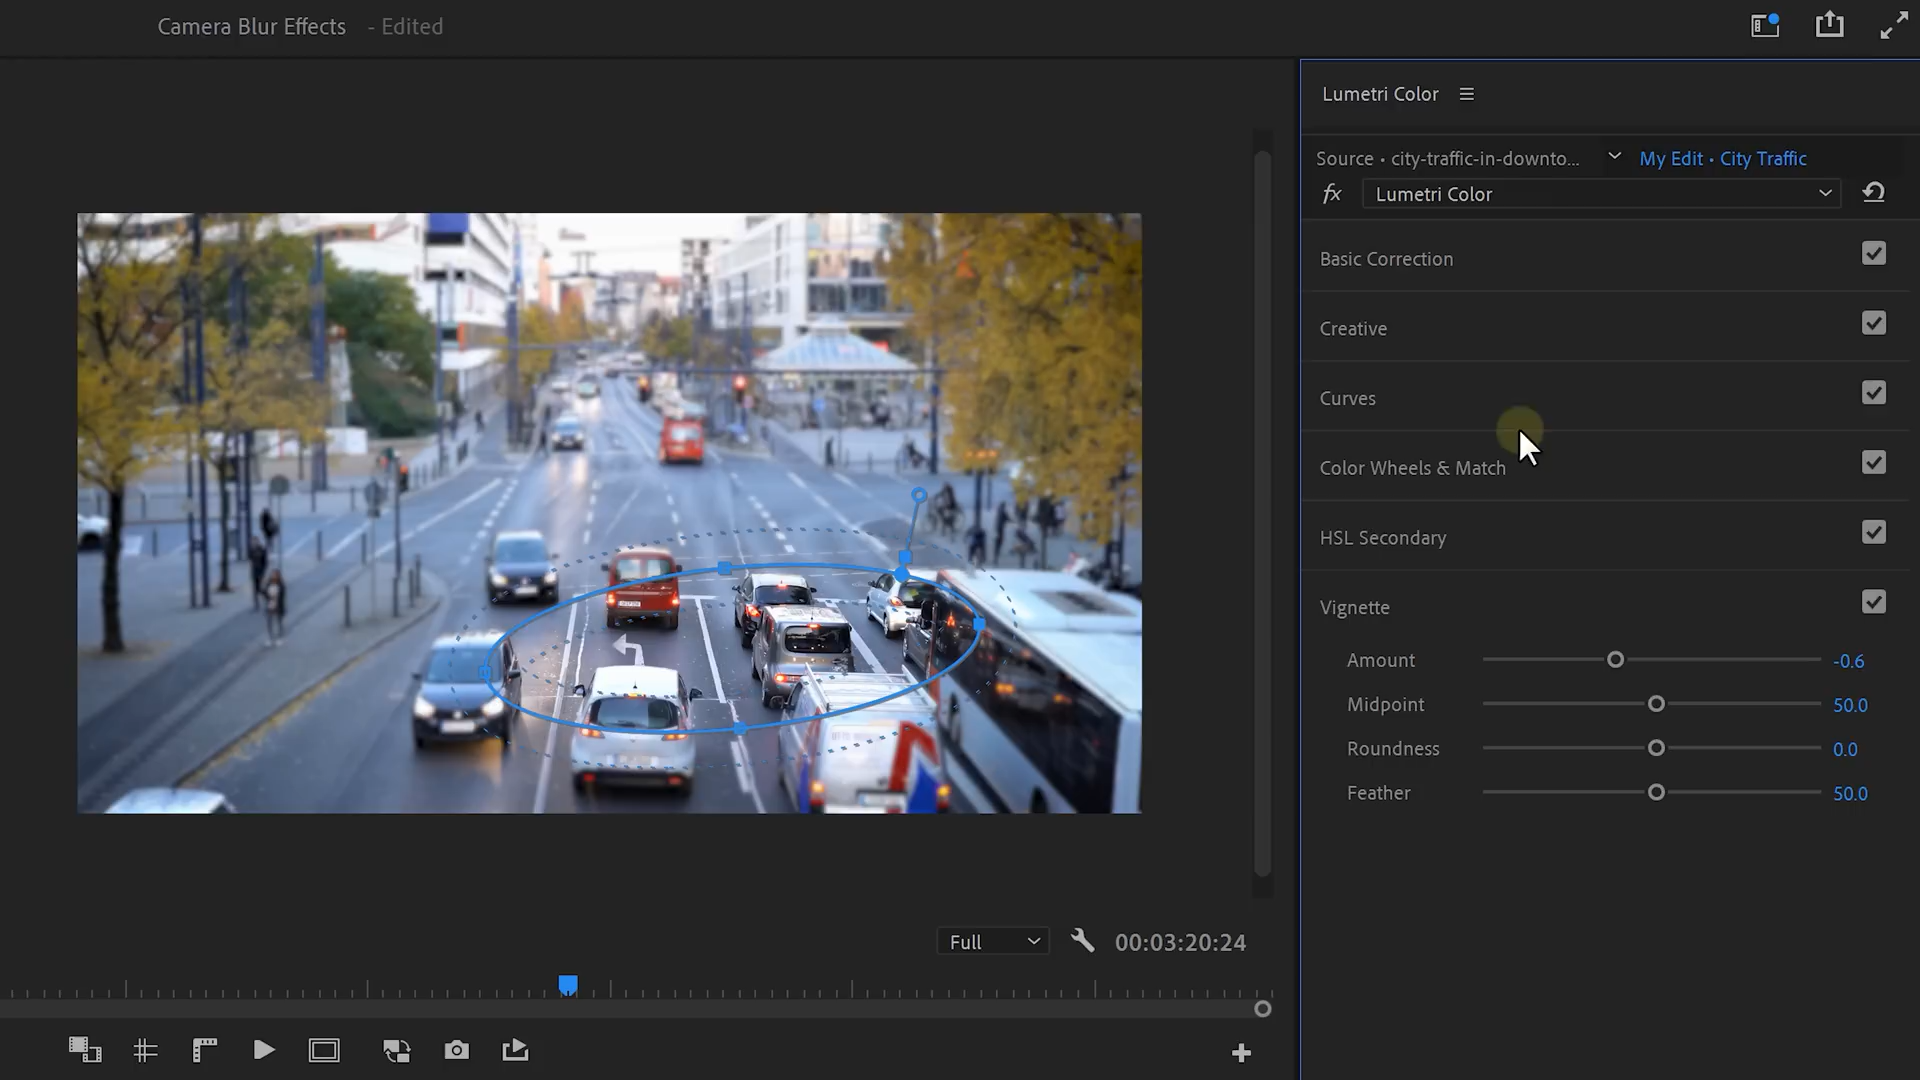 Camera Blur Effects - Edited
Lumetri Color
Source • city-traffic-in-downto...
My Edit • City Traffic
fx
Lumetri Color
Basic Correction
Creative
Curves
Color Wheels & Match
HSL Secondary
Vignette
Amount -0.6
Midpoint 50.0
Roundness 0.0
Feather 50.0
Full
00:03:20:24